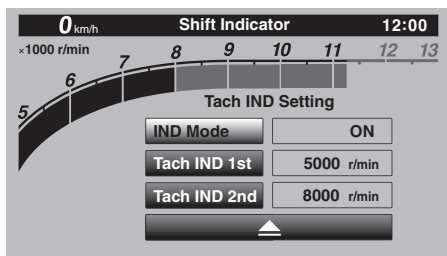 0 km/h Shift Indicator 12:00
×1000 r/min
5 6 7 8 9 10 11 12 13
Tach IND Setting
IND Mode ON
Tach IND 1st 5000 r/min
Tach IND 2nd 8000 r/min